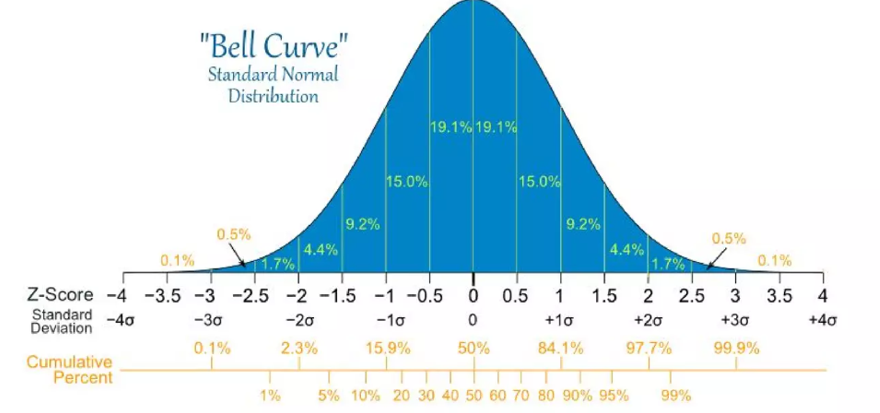 "Bell Curve"
Standard Normal
Distribution
19.1% 19.1%
15.0% 15.0%
9.2% 9.2%
0.5% 0.5%
4.4% 4.4%
0.1% 1.7% 1.7% 0.1%
Z-Score −4 −3.5 −3 −2.5 −2 −1.5 −1 −0.5 0 0.5 1 1.5 2 2.5 3 3.5 4
Standard
Deviation −4σ −3σ −2σ −1σ 0 +1σ +2σ +3σ +4σ
0.1% 2.3% 15.9% 50% 84.1% 97.7% 99.9%
Cumulative
Percent
1% 5% 10% 20 30 40 50 60 70 80 90% 95% 99%